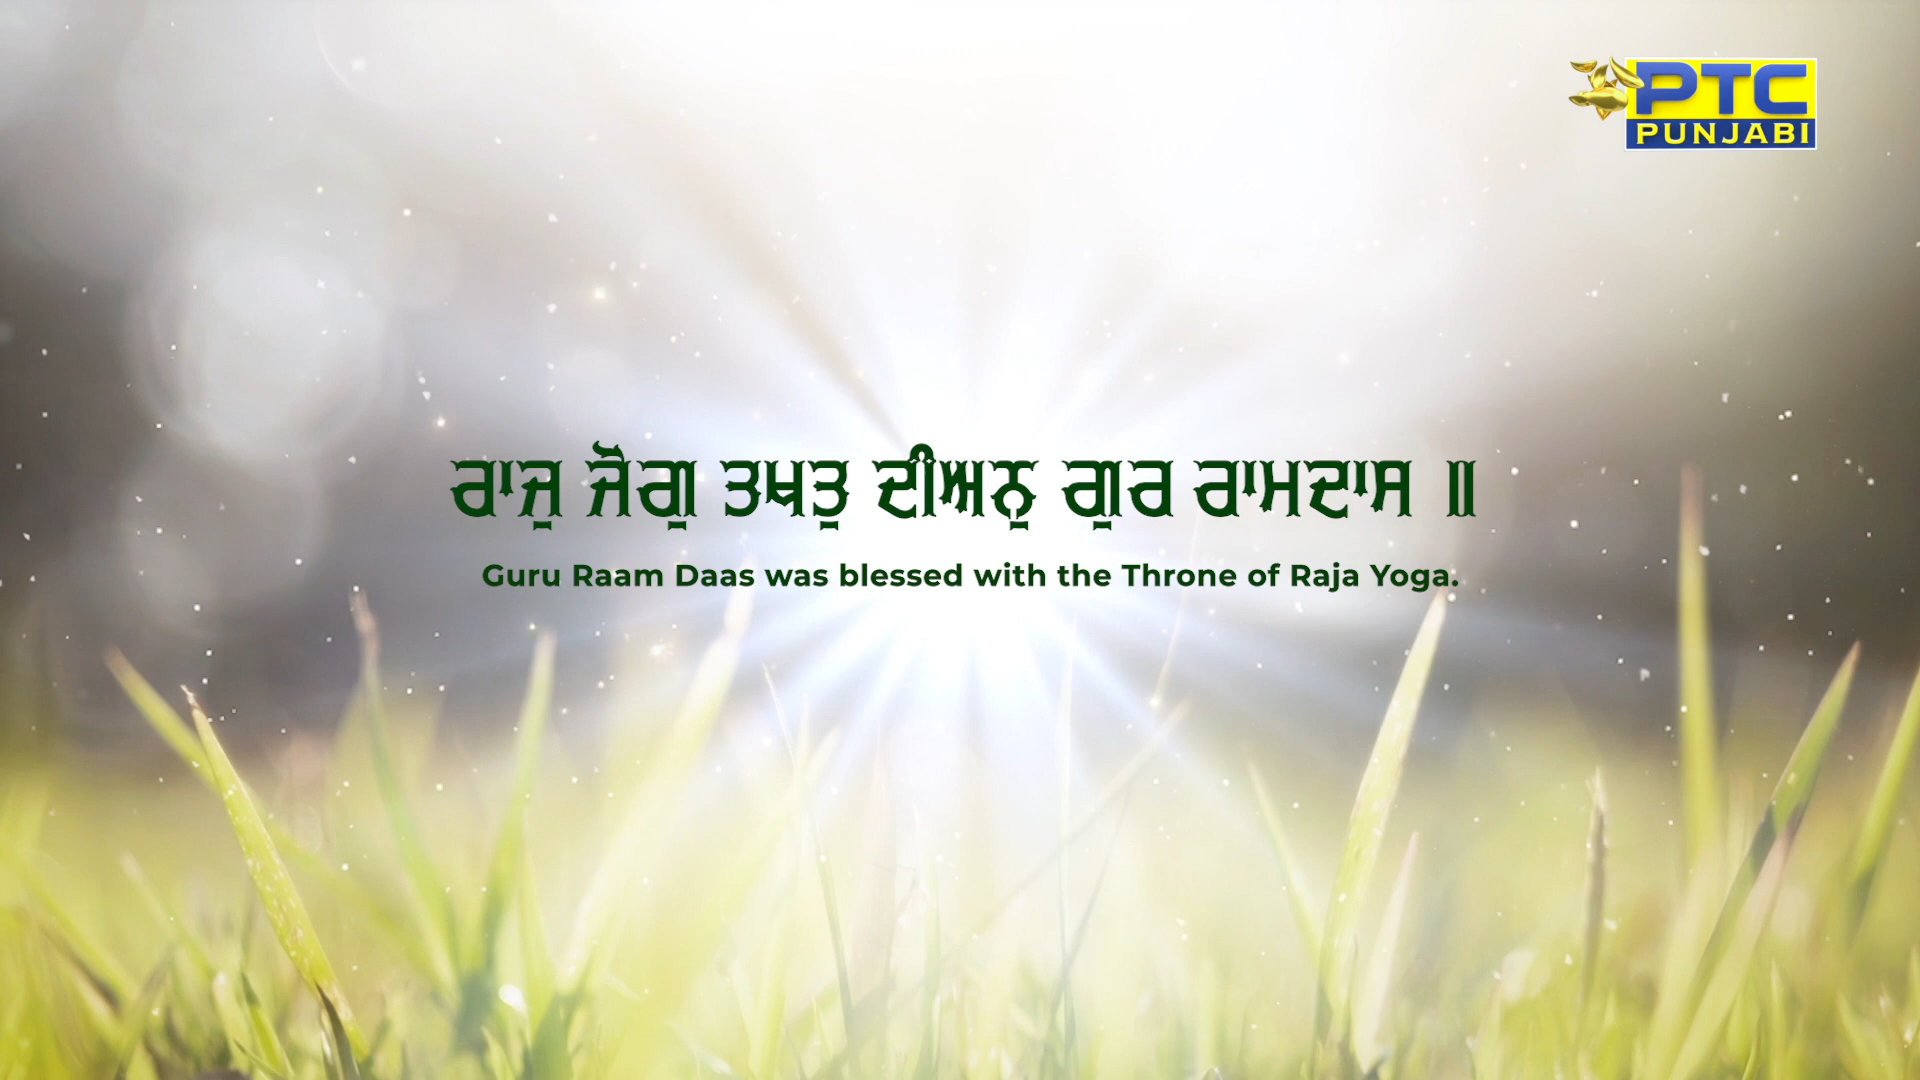 PTC
PUNJABI
ਰਾਜੁ ਜੋਗੁ ਤਖਤੁ ਦੀਅਨੁ ਗੁਰ ਰਾਮਦਾਸ ॥
Guru Raam Daas was blessed with the Throne of Raja Yoga.